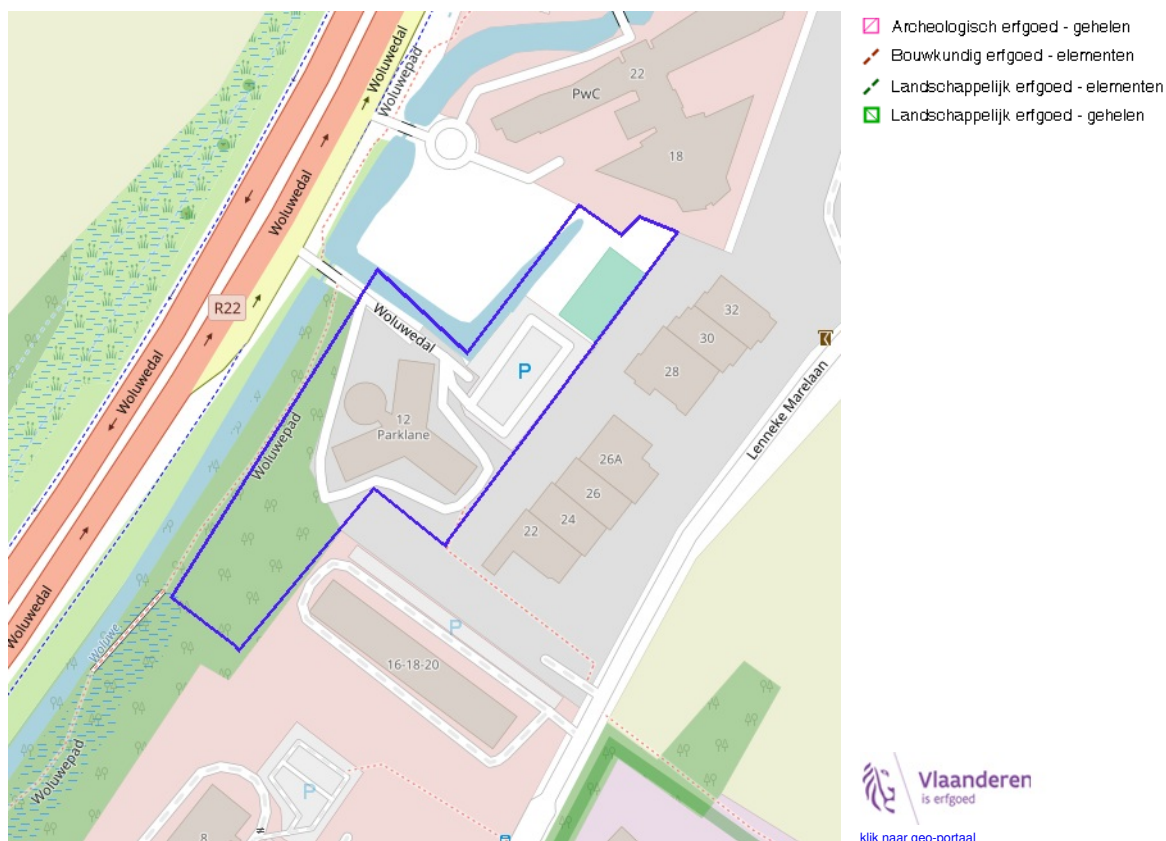 Archeologisch erfgoed - gehelen
Bouwkundig erfgoed - elementen
Landschappelijk erfgoed - elementen
Landschappelijk erfgoed - gehelen
Woluwedal
Woluwepad
22
PwC
18
Woluwedal
Woluwedal
R22
Woluwedal
32
30
28
Lenneke Marelaan
P
12
Parklane
Woluwepad
26A
26
24
22
Woluwedal
Woluwe
P
16-18-20
Woluwepad
P
8
Vlaanderen
is erfgoed
klik naar geo-portaal